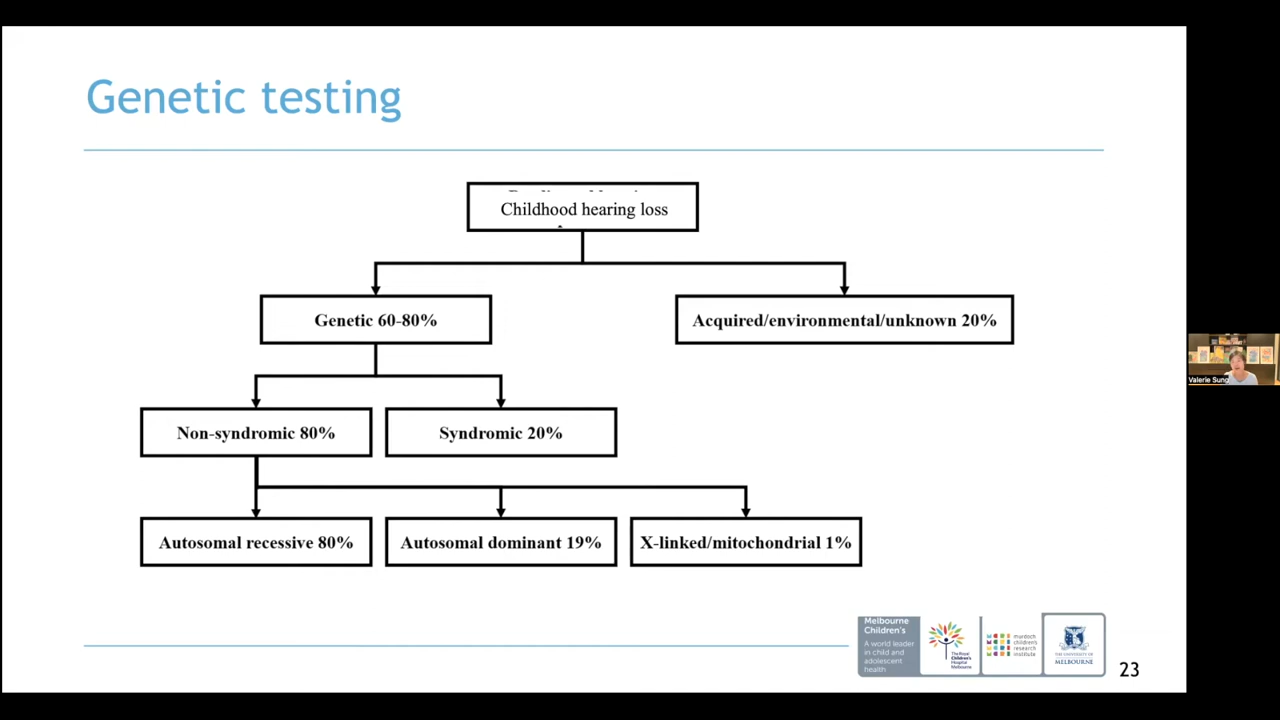 Genetic testing
Childhood hearing loss
Genetic 60-80%
Acquired/environmental/unknown 20%
Non-syndromic 80%
Syndromic 20%
Autosomal recessive 80%
Autosomal dominant 19%
X-linked/mitochondrial 1%
Valerie Sung
Melbourne
Children's
A world leader
in child and
adolescent
health
The Royal
Children's
Hospital
Melbourne
murdoch
children's
research
institute
THE UNIVERSITY OF
MELBOURNE
23